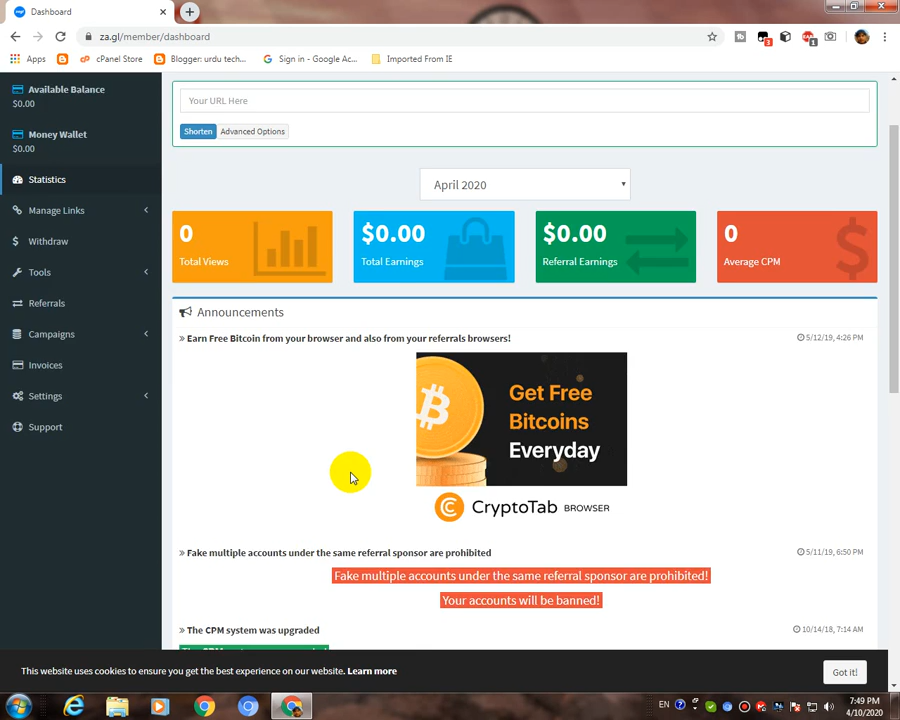 Dashboard
za.gl/member/dashboard
3
1
Apps
cPanel Store
Blogger: urdu tech...
Sign in - Google Ac...
Imported From IE
Available Balance
$0.00
Money Wallet
$0.00
Statistics
Manage Links
Withdraw
Tools
Referrals
Campaigns
Invoices
Settings
Support
Your URL Here
Shorten
Advanced Options
April 2020
0
Total Views
$0.00
Total Earnings
$0.00
Referral Earnings
0
Average CPM
Announcements
» Earn Free Bitcoin from your browser and also from your referrals browsers!
5/12/19, 4:26 PM
Get Free
Bitcoins
Everyday
CryptoTab BROWSER
» Fake multiple accounts under the same referral sponsor are prohibited
5/11/19, 6:50 PM
Fake multiple accounts under the same referral sponsor are prohibited!
Your accounts will be banned!
» The CPM system was upgraded
10/14/18, 7:14 AM
This website uses cookies to ensure you get the best experience on our website. Learn more
Got it!
EN
7:49 PM
4/10/2020